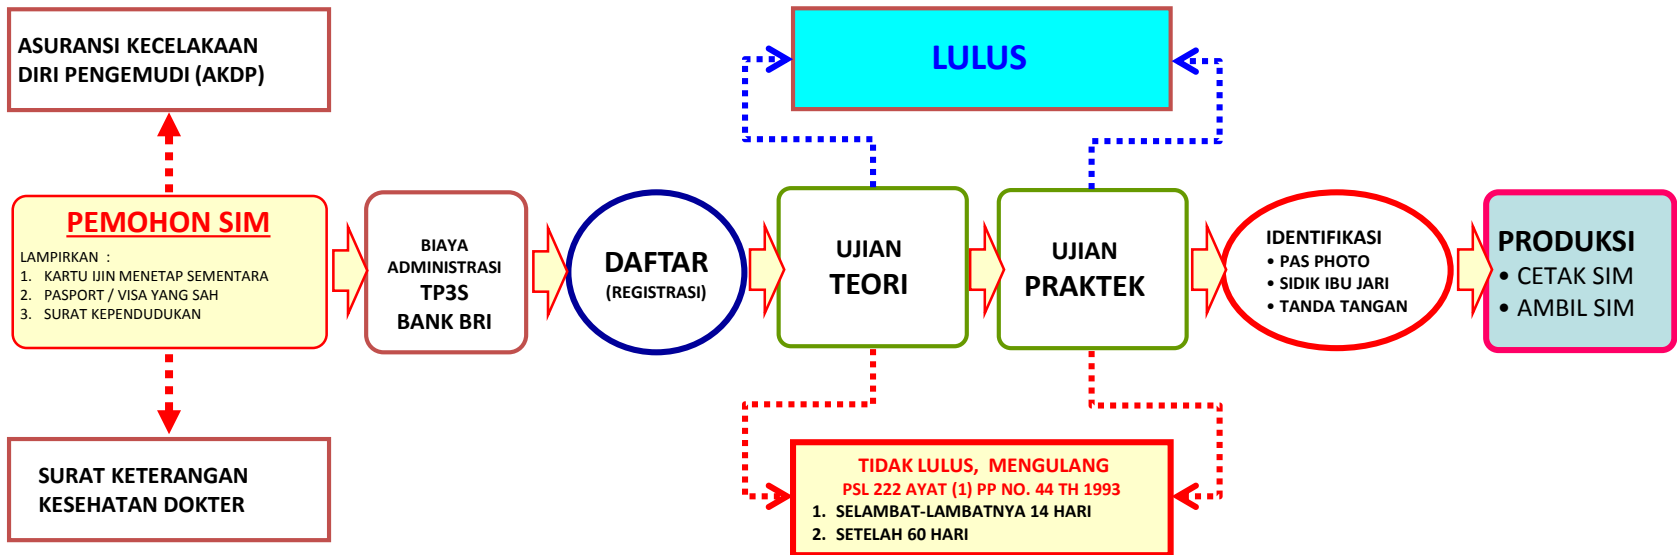 ASURANSI KECELAKAAN
DIRI PENGEMUDI (AKDP)
LULUS
PEMOHON SIM
LAMPIRKAN :
1. KARTU IJIN MENETAP SEMENTARA
2. PASPORT / VISA YANG SAH
3. SURAT KEPENDUDUKAN
BIAYA
ADMINISTRASI
TP3S
BANK BRI
DAFTAR
(REGISTRASI)
UJIAN
TEORI
UJIAN
PRAKTEK
IDENTIFIKASI
• PAS PHOTO
• SIDIK IBU JARI
• TANDA TANGAN
PRODUKSI
• CETAK SIM
• AMBIL SIM
SURAT KETERANGAN
KESEHATAN DOKTER
TIDAK LULUS, MENGULANG
PSL 222 AYAT (1) PP NO. 44 TH 1993
1. SELAMBAT-LAMBATNYA 14 HARI
2. SETELAH 60 HARI